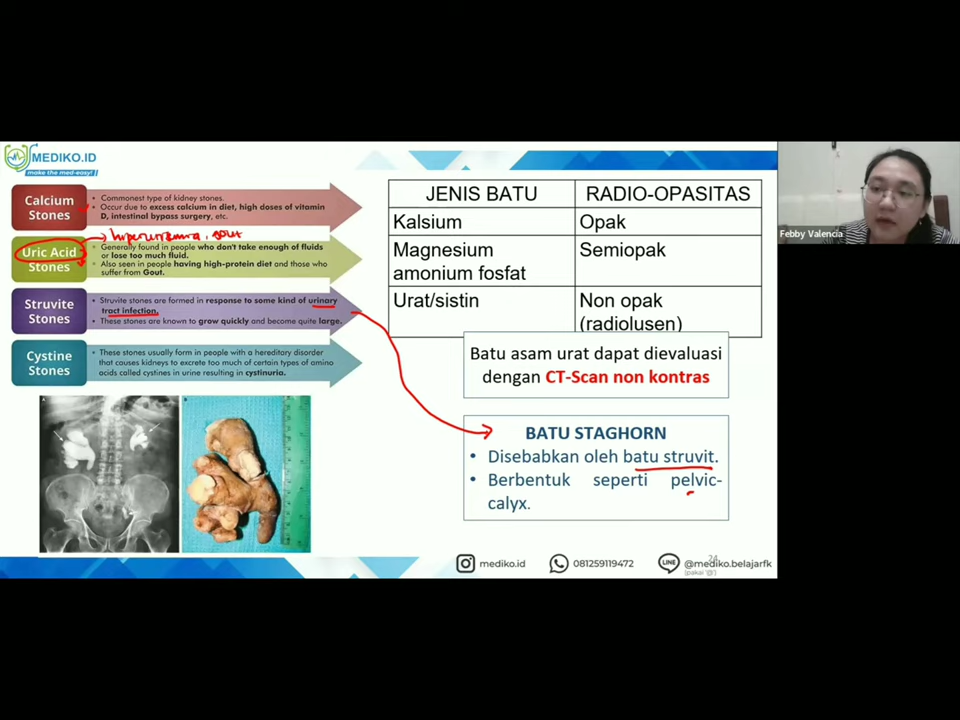 MEDIKO.ID
make the med-easy!
Calcium
Stones
• Commonest type of kidney stones.
• Occur due to excess calcium in diet, high doses of vitamin
D, intestinal bypass surgery, etc.
hiperurisemia, gout
Uric Acid
Stones
• Generally found in people who don't take enough of fluids
or lose too much fluid.
• Also seen in people having high-protein diet and those who
suffer from Gout.
Struvite
Stones
• Struvite stones are formed in response to some kind of urinary
tract infection.
• These stones are known to grow quickly and become quite large.
Cystine
Stones
• These stones usually form in people with a hereditary disorder
that causes kidneys to excrete too much of certain types of amino
acids called cystines in urine resulting in cystinuria.
A
B
JENIS BATU RADIO-OPASITAS
Kalsium Opak
Magnesium Semiopak
amonium fosfat
Urat/sistin Non opak
(radiolusen)
Batu asam urat dapat dievaluasi
dengan CT-Scan non kontras
BATU STAGHORN
• Disebabkan oleh batu struvit.
• Berbentuk seperti pelvic-
calyx.
mediko.id 081259119472 LINE @mediko.belajarfk
(pakai '@')
24
Febby Valencia